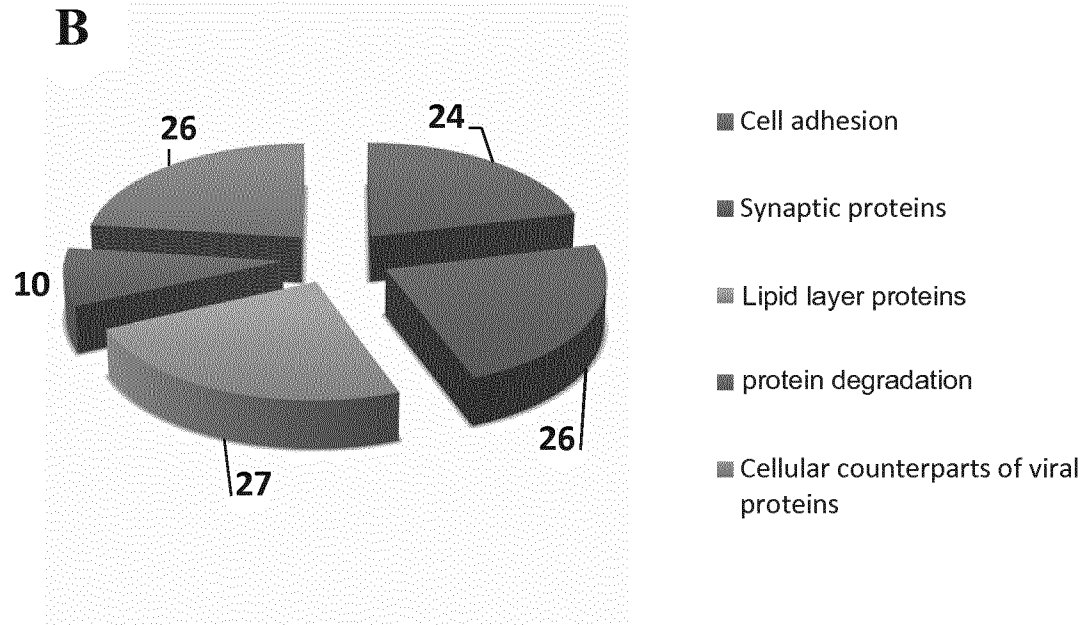 B
26
24
10
26
27
Cell adhesion
Synaptic proteins
Lipid layer proteins
protein degradation
Cellular counterparts of viral
proteins